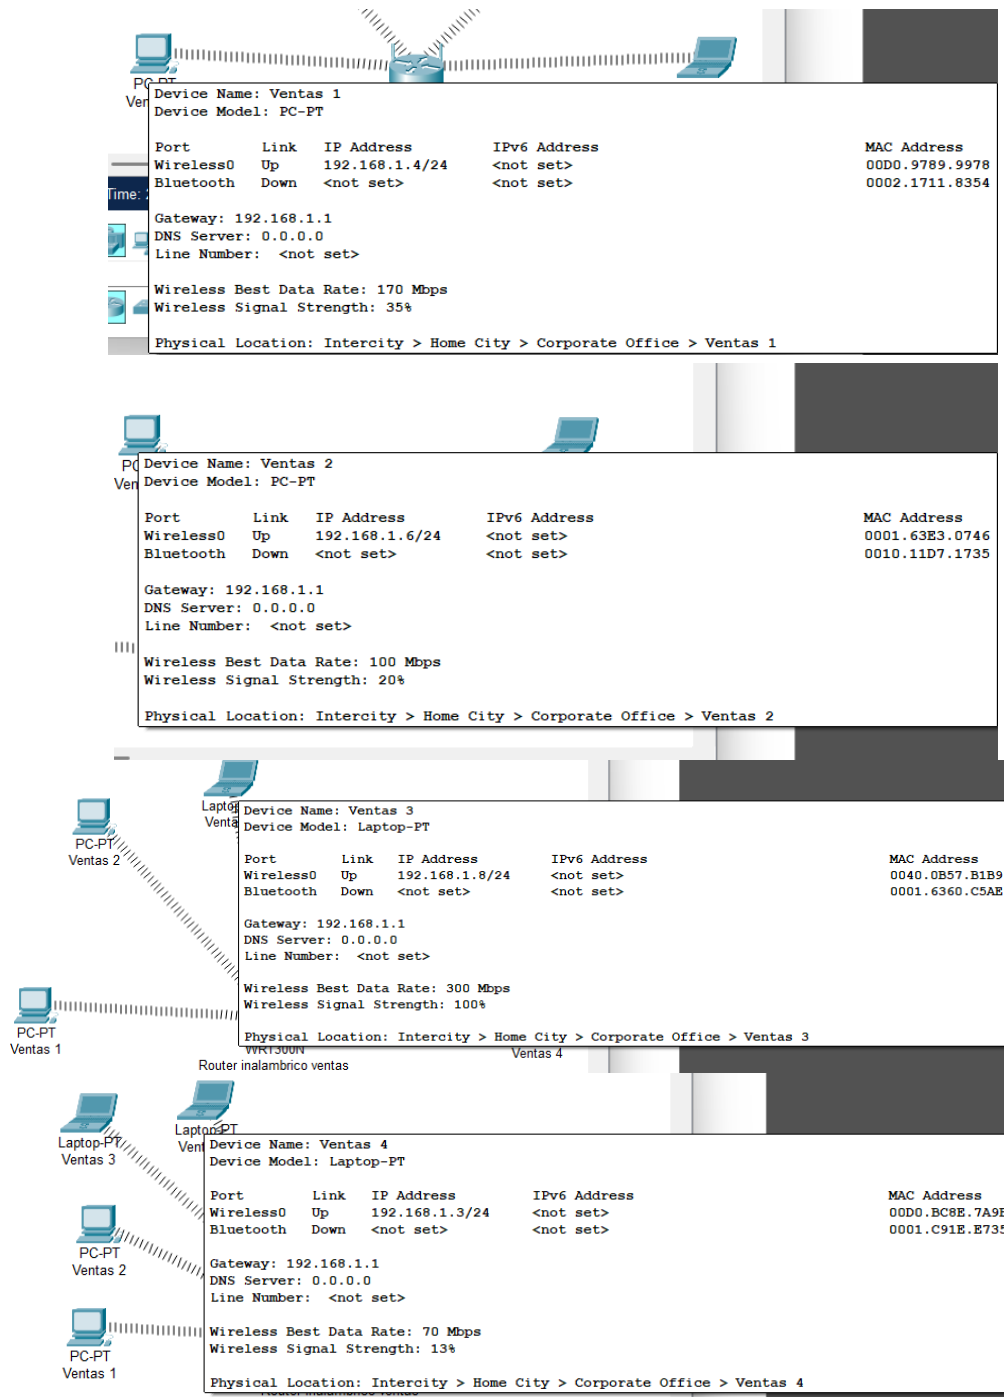 PC-PT
Ven
Device Name: Ventas 1
Device Model: PC-PT
Port Link IP Address IPv6 Address MAC Address
Wireless0 Up 192.168.1.4/24 <not set> 00D0.9789.9978
Bluetooth Down <not set> <not set> 0002.1711.8354
Time: 2
Gateway: 192.168.1.1
DNS Server: 0.0.0.0
Line Number: <not set>
Wireless Best Data Rate: 170 Mbps
Wireless Signal Strength: 35%
Physical Location: Intercity > Home City > Corporate Office > Ventas 1
PC
Ven
Device Name: Ventas 2
Device Model: PC-PT
Port Link IP Address IPv6 Address MAC Address
Wireless0 Up 192.168.1.6/24 <not set> 0001.63E3.0746
Bluetooth Down <not set> <not set> 0010.11D7.1735
Gateway: 192.168.1.1
DNS Server: 0.0.0.0
Line Number: <not set>
Wireless Best Data Rate: 100 Mbps
Wireless Signal Strength: 20%
Physical Location: Intercity > Home City > Corporate Office > Ventas 2
Lapto
Venta
PC-PT
Ventas 2
Device Name: Ventas 3
Device Model: Laptop-PT
Port Link IP Address IPv6 Address MAC Address
Wireless0 Up 192.168.1.8/24 <not set> 0040.0B57.B1B9
Bluetooth Down <not set> <not set> 0001.6360.C5AE
Gateway: 192.168.1.1
DNS Server: 0.0.0.0
Line Number: <not set>
Wireless Best Data Rate: 300 Mbps
Wireless Signal Strength: 100%
Physical Location: Intercity > Home City > Corporate Office > Ventas 3
PC-PT
Ventas 1
WRT300N
Router inalambrico ventas
Ventas 4
Laptop-PT
Ventas 3
Laptop-PT
Vent
Device Name: Ventas 4
Device Model: Laptop-PT
Port Link IP Address IPv6 Address MAC Address
Wireless0 Up 192.168.1.3/24 <not set> 00D0.BC8E.7A9E
Bluetooth Down <not set> <not set> 0001.C91E.E735
PC-PT
Ventas 2
Gateway: 192.168.1.1
DNS Server: 0.0.0.0
Line Number: <not set>
Wireless Best Data Rate: 70 Mbps
Wireless Signal Strength: 13%
Physical Location: Intercity > Home City > Corporate Office > Ventas 4
PC-PT
Ventas 1